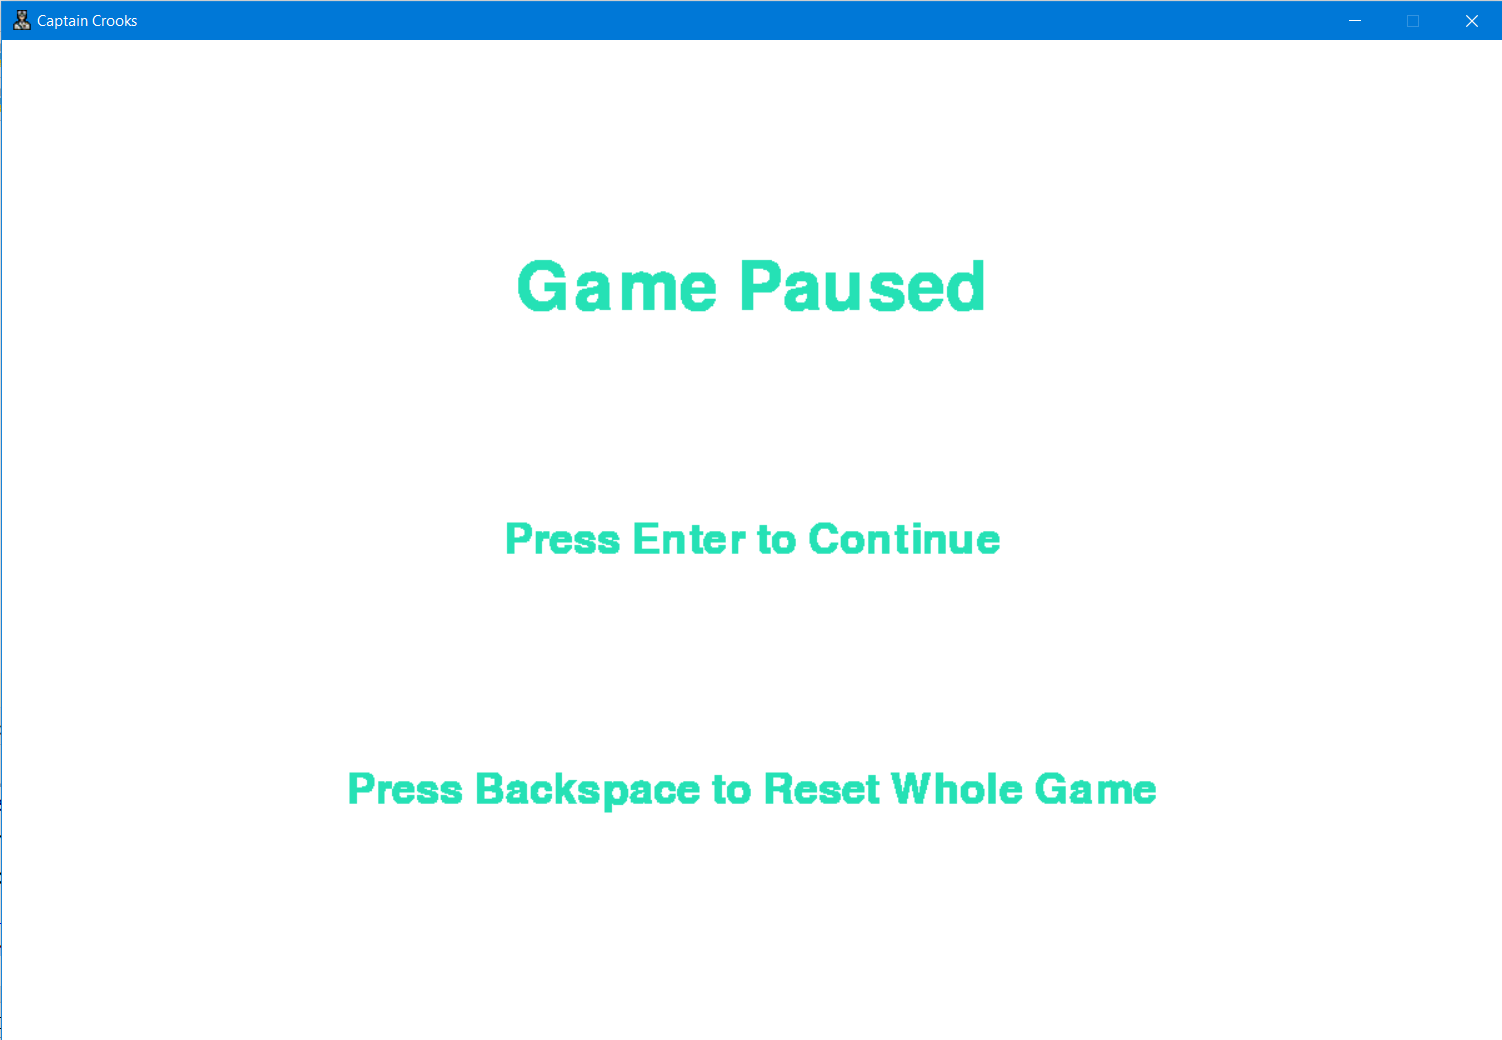 Captain Crooks
Game Paused
Press Enter to Continue
Press Backspace to Reset Whole Game